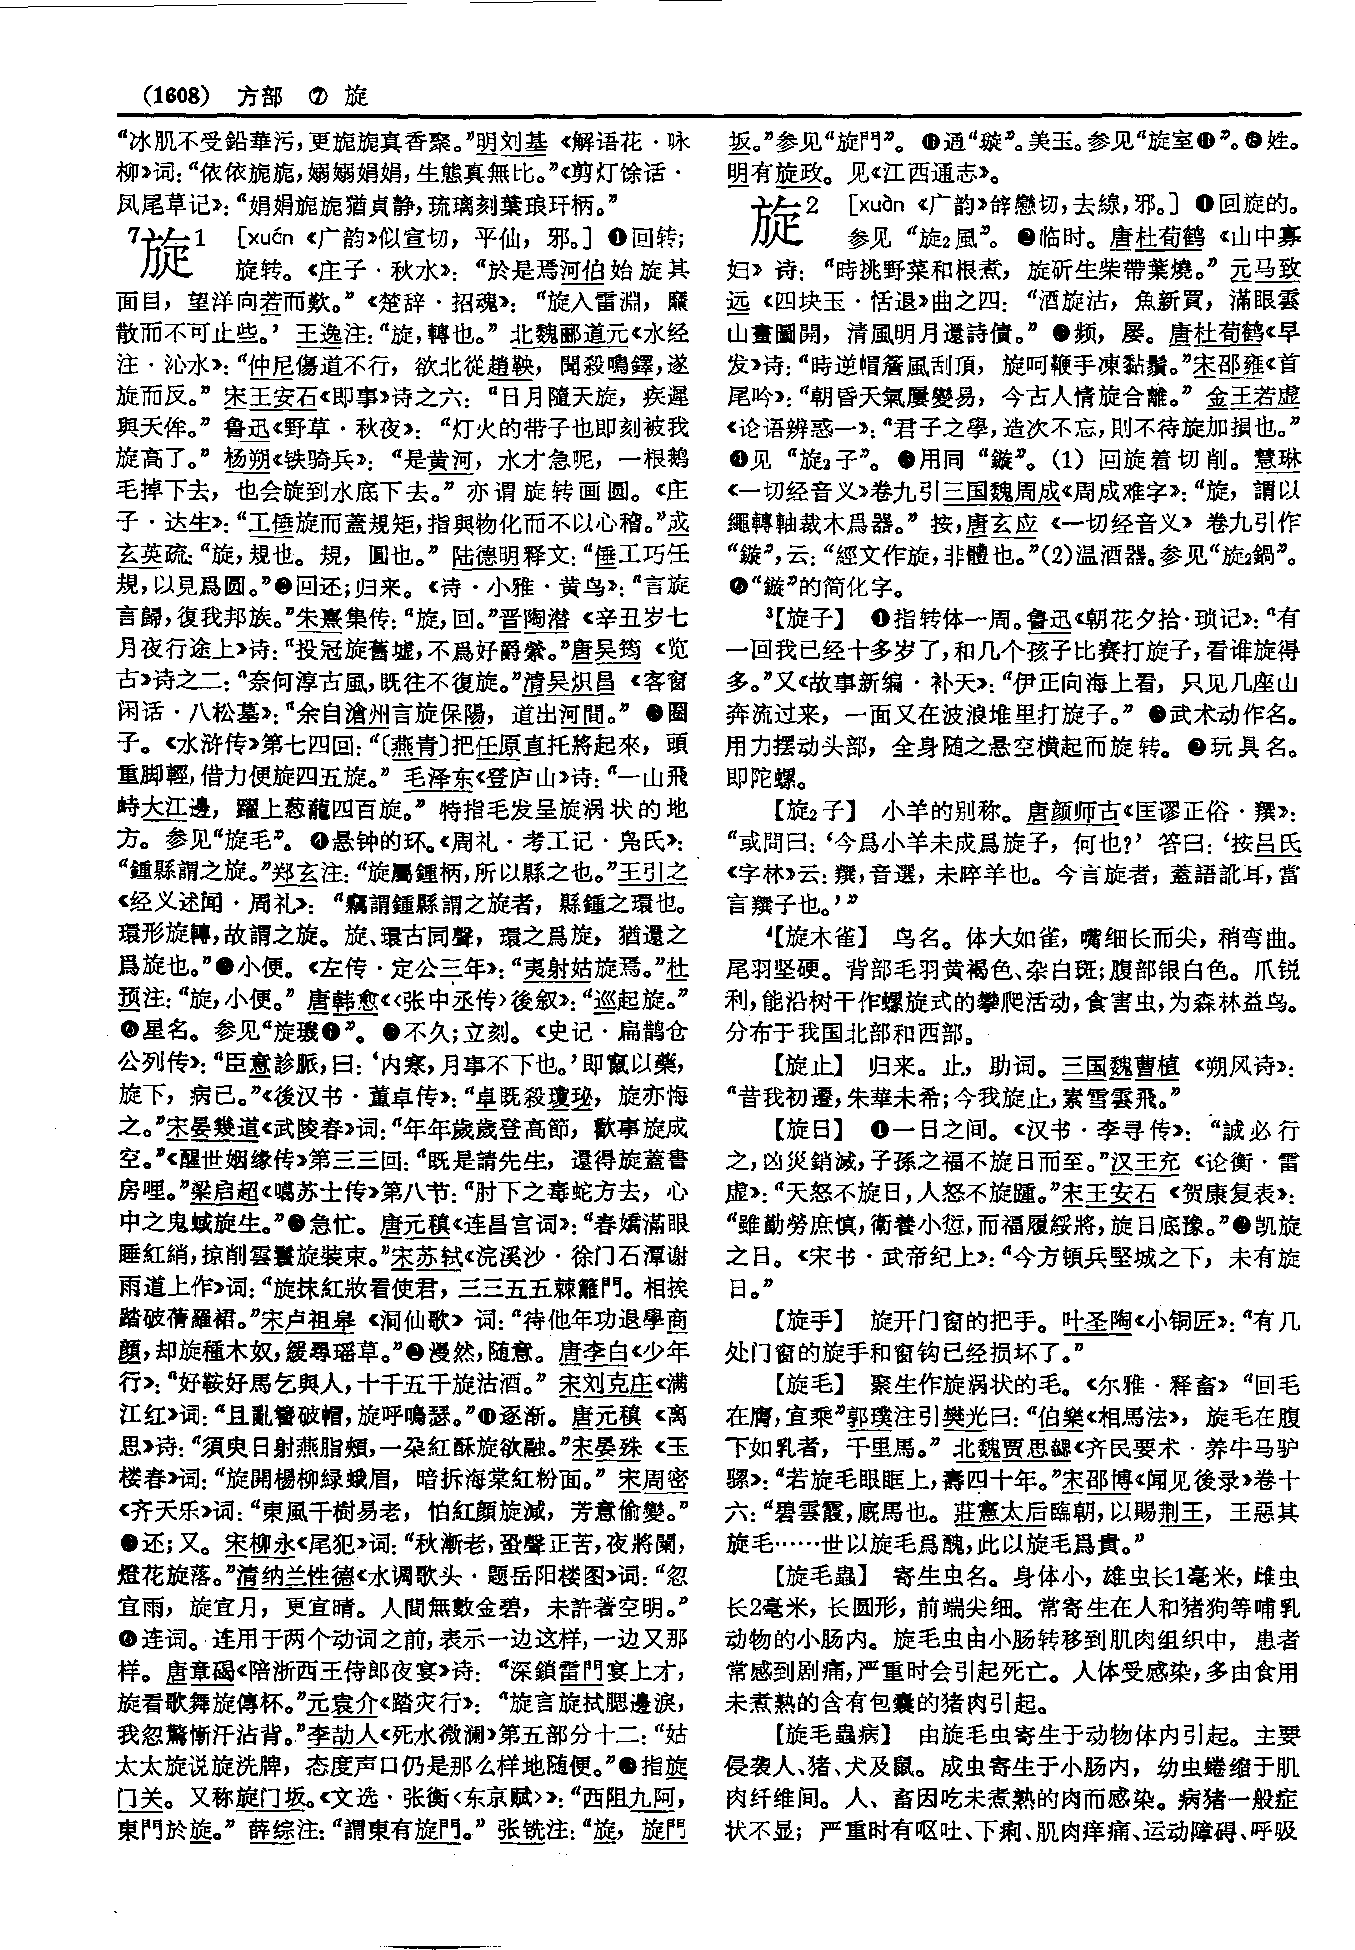 (1608) 方部 ⑦ 旋
“冰肌不受鉛華污，更旎旎真香聚。”明刘基《解语花·咏
柳》词：“依依旎旎，嫋嫋娟娟，生態真無比。”《剪灯馀话·
凤尾草记》：“娟娟旎旎猶貞静，琉璃刻葉琅玕柄。”
7旋1 [xuán 《广韵》似宣切，平仙，邪。] ❶回转；
旋转。《庄子·秋水》：“於是焉河伯始旋其
面目，望洋向若而歎。”《楚辞·招魂》：“旋入雷淵，靡
散而不可止些。’王逸注：“旋，轉也。”北魏郦道元《水经
注·沁水》：“仲尼傷道不行，欲北從趙鞅，聞殺鳴鐸，遂
旋而反。”宋王安石《即事》诗之六：“日月隨天旋，疾遲
與天侔。”鲁迅《野草·秋夜》：“灯火的带子也即刻被我
旋高了。”杨朔《铁骑兵》：“是黄河，水才急呢，一根鹅
毛掉下去，也会旋到水底下去。”亦谓旋转画圆。《庄
子·达生》：“工倕旋而蓋規矩，指與物化而不以心稽。”成
玄英疏：“旋，規也。規，圓也。”陆德明释文：“倕工巧任
規，以見爲圆。”❷回还；归来。《诗·小雅·黄鸟》：“言旋
言歸，復我邦族。”朱熹集传：“旋，回。”晋陶潜《辛丑岁七
月夜行途上》诗：“投冠旋舊墟，不爲好爵縈。”唐吴筠《览
古》诗之二：“奈何淳古風，既往不復旋。”清吴炽昌《客窗
闲话·八松墓》：“余自滄州言旋保陽，道出河間。”❸圈
子。《水浒传》第七四回：“〔燕青〕把任原直托將起來，頭
重脚輕，借力便旋四五旋。”毛泽东《登庐山》诗：“一山飛
峙大江邊，躍上葱蘢四百旋。”特指毛发呈旋涡状的地
方。参见“旋毛”。❹悬钟的环。《周礼·考工记·凫氏》：
“鍾縣謂之旋。”郑玄注：“旋屬鍾柄，所以縣之也。”王引之
《经义述闻·周礼》：“竊謂鍾縣謂之旋者，縣鍾之環也。
環形旋轉，故謂之旋。旋、環古同聲，環之爲旋，猶還之
爲旋也。”❺小便。《左传·定公三年》：“夷射姑旋焉。”杜
预注：“旋，小便。”唐韩愈《〈张中丞传〉後叙》：“巡起旋。”
❻星名。参见“旋璣❶”。❼不久；立刻。《史记·扁鹊仓
公列传》：“臣意診脈，曰：‘内寒，月事不下也。’即竄以藥，
旋下，病已。”《後汉书·董卓传》：“卓既殺瓊珌，旋亦悔
之。”宋晏幾道《武陵春》词：“年年歲歲登高節，歡事旋成
空。”《醒世姻缘传》第三三回：“既是請先生，還得旋蓋書
房哩。”梁启超《噶苏士传》第八节：“肘下之毒蛇方去，心
中之鬼蜮旋生。”❽急忙。唐元稹《连昌宫词》：“春嬌滿眼
睡紅綃，掠削雲鬟旋裝束。”宋苏轼《浣溪沙·徐门石潭谢
雨道上作》词：“旋抹紅妝看使君，三三五五棘籬門。相挨
踏破蒨羅裙。”宋卢祖皋《洞仙歌》词：“待他年功退學商
顔，却旋種木奴，緩尋瑶草。”❾漫然，随意。唐李白《少年
行》：“好鞍好馬乞與人，十千五千旋沽酒。”宋刘克庄《满
江红》词：“且亂簪破帽，旋呼鳴瑟。”❿逐渐。唐元稹《离
思》诗：“須臾日射燕脂頰，一朵紅酥旋欲融。”宋晏殊《玉
楼春》词：“旋開楊柳緑蛾眉，暗拆海棠紅粉面。”宋周密
《齐天乐》词：“東風千樹易老，怕紅顔旋減，芳意偷變。”
⓫还；又。宋柳永《尾犯》词：“秋漸老，蛩聲正苦，夜將闌，
燈花旋落。”清纳兰性德《水调歌头·题岳阳楼图》词：“忽
宜雨，旋宜月，更宜晴。人間無數金碧，未許著空明。”
⓬连词。连用于两个动词之前，表示一边这样，一边又那
样。唐章碣《陪浙西王侍郎夜宴》诗：“深鎖雷門宴上才，
旋看歌舞旋傳杯。”元袁介《踏灾行》：“旋言旋拭腮邊淚，
我忽驚慚汗沾背。”李劼人《死水微澜》第五部分十二：“姑
太太旋说旋洗牌，态度声口仍是那么样地随便。”⓭指旋
门关。又称旋门坂。《文选·张衡〈东京赋〉》：“西阻九阿，
東門於旋。”薛综注：“謂東有旋門。”张铣注：“旋，旋門
坂。”参见“旋門”。⓮通“璇”。美玉。参见“旋室❶”。⓯姓。
明有旋政。见《江西通志》。
旋2 [xuàn 《广韵》辝戀切，去線，邪。] ❶回旋的。
参见“旋2風”。❷临时。唐杜荀鹤《山中寡
妇》诗：“時挑野菜和根煮，旋斫生柴帶葉燒。”元马致
远《四块玉·恬退》曲之四：“酒旋沽，魚新買，滿眼雲
山畫圖開，清風明月還詩債。”❸频，屡。唐杜荀鹤《早
发》诗：“時逆帽簷風刮頂，旋呵鞭手凍黏鬚。”宋邵雍《首
尾吟》：“朝昏天氣屢變易，今古人情旋合離。”金王若虚
《论语辨惑一》：“君子之學，造次不忘，則不待旋加損也。”
❹见“旋2子”。❺用同“鏇”。(1) 回旋着切削。慧琳
《一切经音义》卷九引三国魏周成《周成难字》：“旋，謂以
繩轉軸裁木爲器。”按，唐玄应《一切经音义》卷九引作
“鏇”，云：“經文作旋，非體也。”(2)温酒器。参见“旋2鍋”。
❻“鏇”的简化字。
3【旋子】 ❶指转体一周。鲁迅《朝花夕拾·琐记》：“有
一回我已经十多岁了，和几个孩子比赛打旋子，看谁旋得
多。”又《故事新编·补天》：“伊正向海上看，只见几座山
奔流过来，一面又在波浪堆里打旋子。”❷武术动作名。
用力摆动头部，全身随之悬空横起而旋转。❸玩具名。
即陀螺。
【旋2子】 小羊的别称。唐颜师古《匡谬正俗·䍻》：
“或問曰：‘今爲小羊未成爲旋子，何也？’答曰：‘按吕氏
《字林》云：䍻，音選，未晬羊也。今言旋者，蓋語訛耳，當
言䍻子也。’”
4【旋木雀】 鸟名。体大如雀，嘴细长而尖，稍弯曲。
尾羽坚硬。背部毛羽黄褐色、杂白斑；腹部银白色。爪锐
利，能沿树干作螺旋式的攀爬活动，食害虫，为森林益鸟。
分布于我国北部和西部。
【旋止】 归来。止，助词。三国魏曹植《朔风诗》：
“昔我初遷，朱華未希；今我旋止，素雪雲飛。”
【旋日】 ❶一日之间。《汉书·李寻传》：“誠必行
之，凶災銷滅，子孫之福不旋日而至。”汉王充《论衡·雷
虚》：“天怒不旋日，人怒不旋踵。”宋王安石《贺康复表》：
“雖勤勞庶慎，衛養小愆，而福履綏將，旋日底豫。”❷凯旋
之日。《宋书·武帝纪上》：“今方頓兵堅城之下，未有旋
日。”
【旋手】 旋开门窗的把手。叶圣陶《小铜匠》：“有几
处门窗的旋手和窗钩已经损坏了。”
【旋毛】 聚生作旋涡状的毛。《尔雅·释畜》“回毛
在膺，宜乘”郭璞注引樊光曰：“伯樂《相馬法》，旋毛在腹
下如乳者，千里馬。”北魏贾思勰《齐民要术·养牛马驴
骡》：“若旋毛眼眶上，壽四十年。”宋邵博《闻见後录》卷十
六：“碧雲霞，廐馬也。莊憲太后臨朝，以賜荆王，王惡其
旋毛……世以旋毛爲醜，此以旋毛爲貴。”
【旋毛蟲】 寄生虫名。身体小，雄虫长1毫米，雌虫
长2毫米，长圆形，前端尖细。常寄生在人和猪狗等哺乳
动物的小肠内。旋毛虫由小肠转移到肌肉组织中，患者
常感到剧痛，严重时会引起死亡。人体受感染，多由食用
未煮熟的含有包囊的猪肉引起。
【旋毛蟲病】 由旋毛虫寄生于动物体内引起。主要
侵袭人、猪、犬及鼠。成虫寄生于小肠内，幼虫蜷缩于肌
肉纤维间。人、畜因吃未煮熟的肉而感染。病猪一般症
状不显；严重时有呕吐、下痢、肌肉痒痛、运动障碍、呼吸